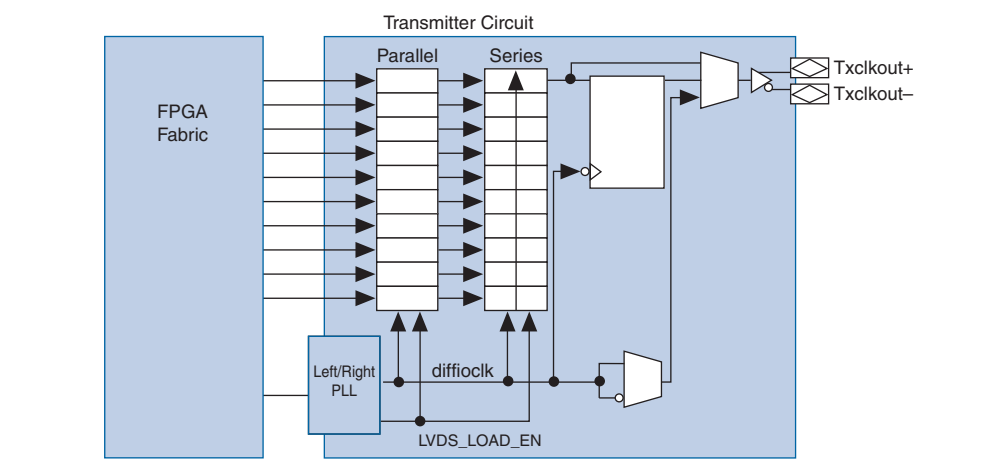 Transmitter Circuit
Parallel
Series
Txclkout+
Txclkout–
FPGA
Fabric
Left/Right
PLL
diffioclk
LVDS_LOAD_EN